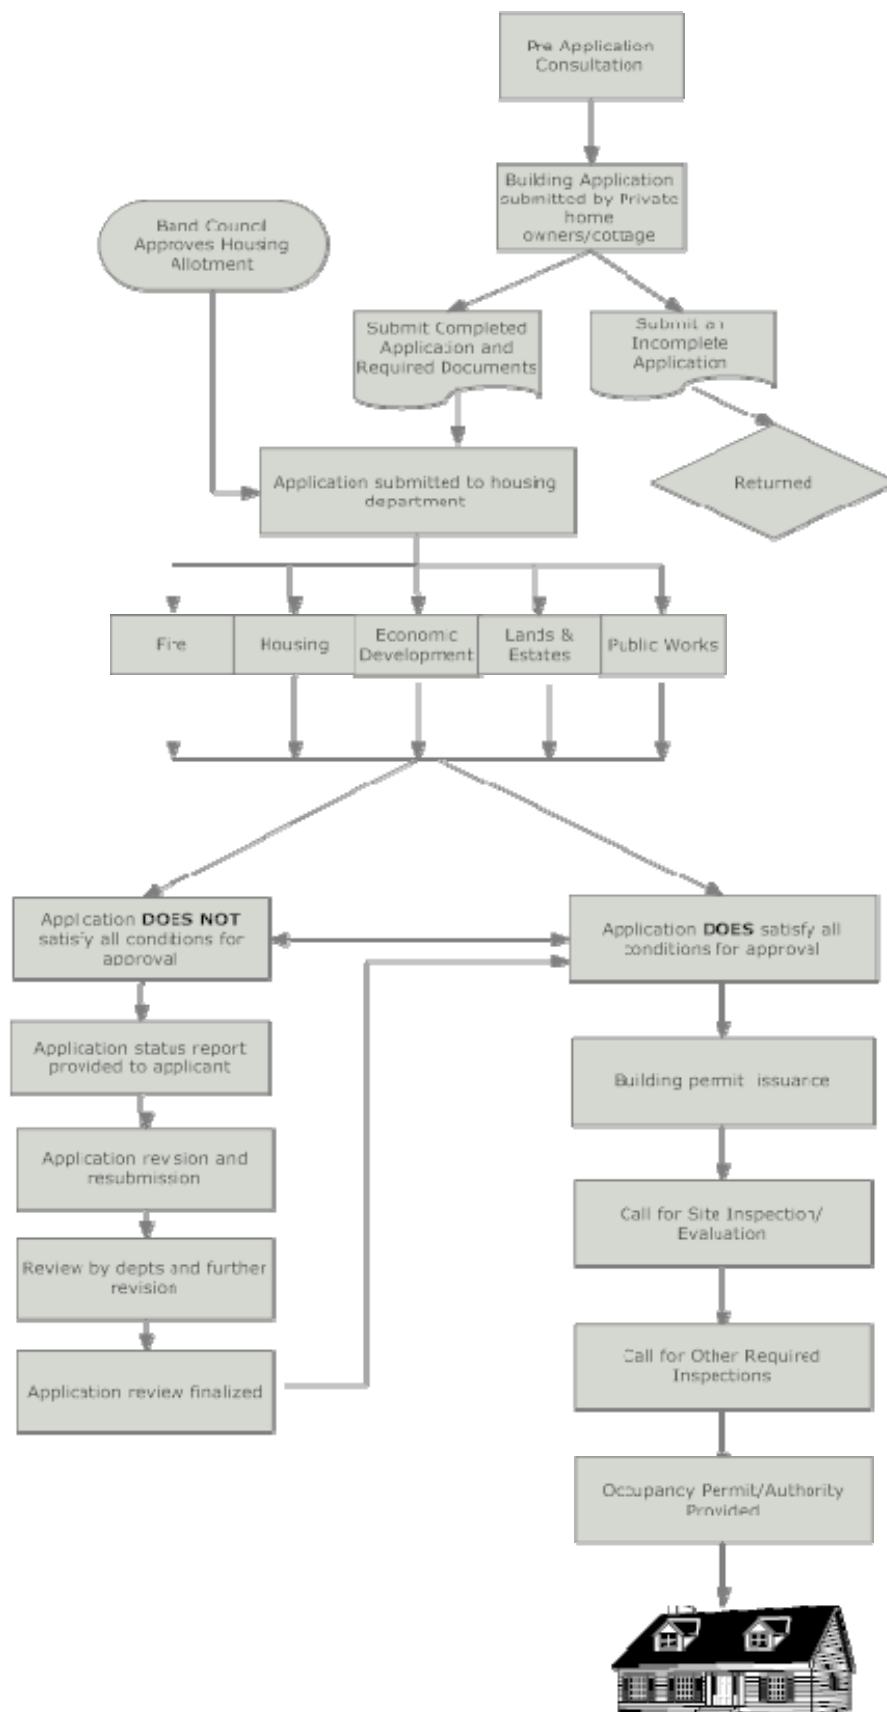 Pre Application
Consultation
Building Application
submitted by Private
home
owners/cottage
Band Council
Approves Housing
Allotment
Submit Completed
Application and
Required Documents
Submit an
Incomplete
Application
Application submitted to housing
department
Returned
Fire
Housing
Economic
Development
Lands &
Estates
Public Works
Application DOES NOT
satisfy all conditions for
approval
Application DOES satisfy all
conditions for approval
Application status report
provided to applicant
Building permit issuance
Application revision and
resubmission
Call for Site Inspection/
Evaluation
Review by depts and further
revision
Call for Other Required
Inspections
Application review finalized
Occupancy Permit/Authority
Provided